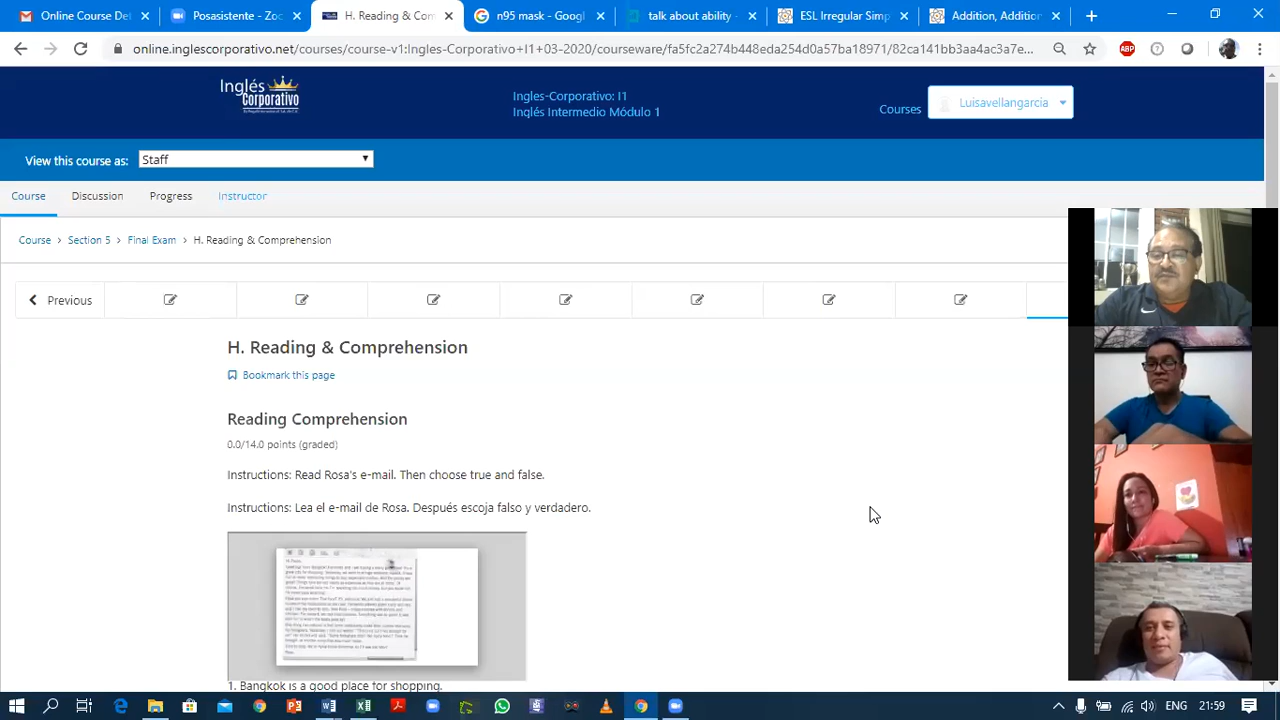 Online Course De
Posasistente - Zoc
H. Reading & Com
n95 mask - Googl
talk about ability -
ESL Irregular Simp
Addition, Addition
online.inglescorporativo.net/courses/course-v1:Ingles-Corporativo+I1+03-2020/courseware/fa5fc2a274b448eda254d0a57ba18971/82ca141bb3aa4ac3a7e...
ABP
Inglés
Corporativo
Ingles-Corporativo: I1
Inglés Intermedio Módulo 1
Courses
Luisavellangarcia
View this course as:
Staff
Course
Discussion
Progress
Instructor
Course > Section 5 > Final Exam > H. Reading & Comprehension
Previous
H. Reading & Comprehension
Bookmark this page
Reading Comprehension
0.0/14.0 points (graded)
Instructions: Read Rosa's e-mail. Then choose true and false.
Instructions: Lea el e-mail de Rosa. Después escoja falso y verdadero.
1. Bangkok is a good place for shopping.
21:59